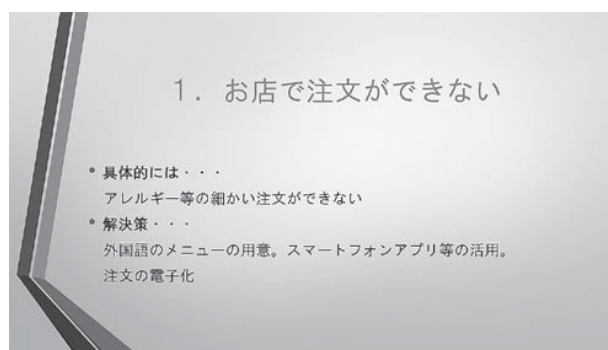 1. お店で注文ができない
• 具体的には・・・
アレルギー等の細かい注文ができない
• 解決策・・・
外国語のメニューの用意。スマートフォンアプリ等の活用。
注文の電子化